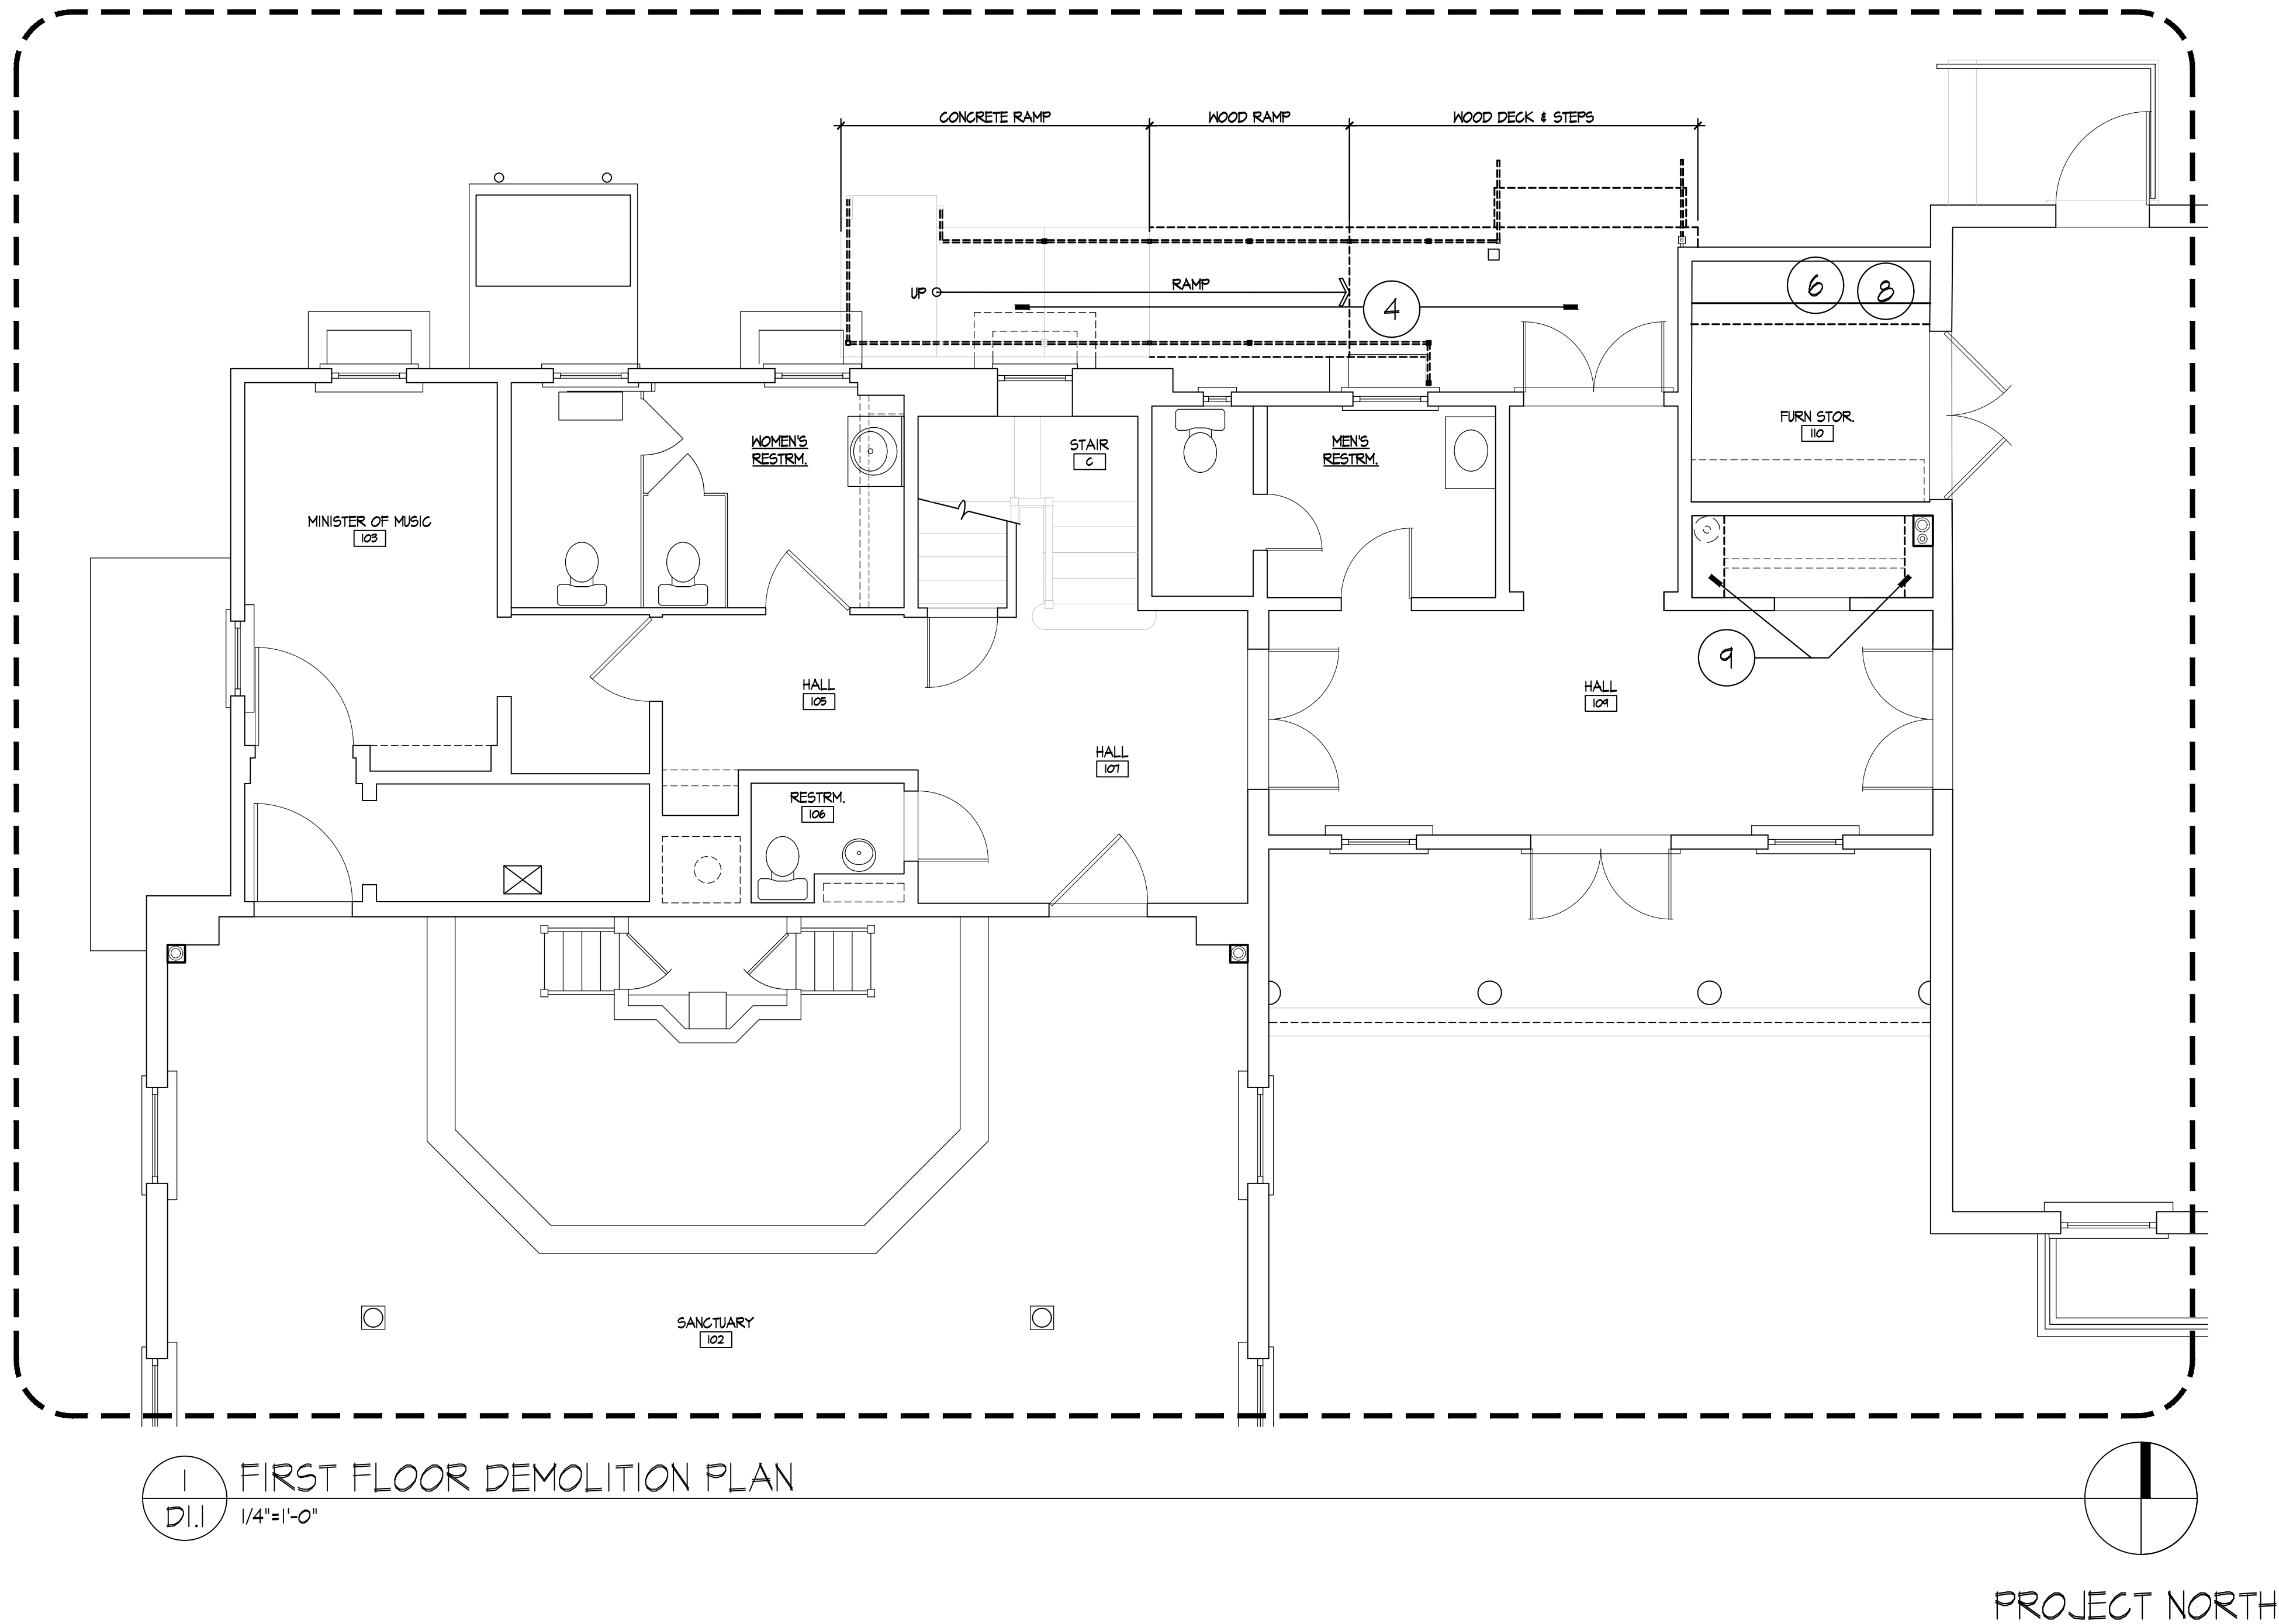 CONCRETE RAMP
WOOD RAMP
WOOD DECK & STEPS
UP
RAMP
4
6
8
WOMEN'S
RESTRM.
STAIR
C
MEN'S
RESTRM.
FURN STOR.
110
MINISTER OF MUSIC
103
9
HALL
105
HALL
109
HALL
107
RESTRM.
106
SANCTUARY
102
1
D1.1
FIRST FLOOR DEMOLITION PLAN
1/4"=1'-0"
PROJECT NORTH